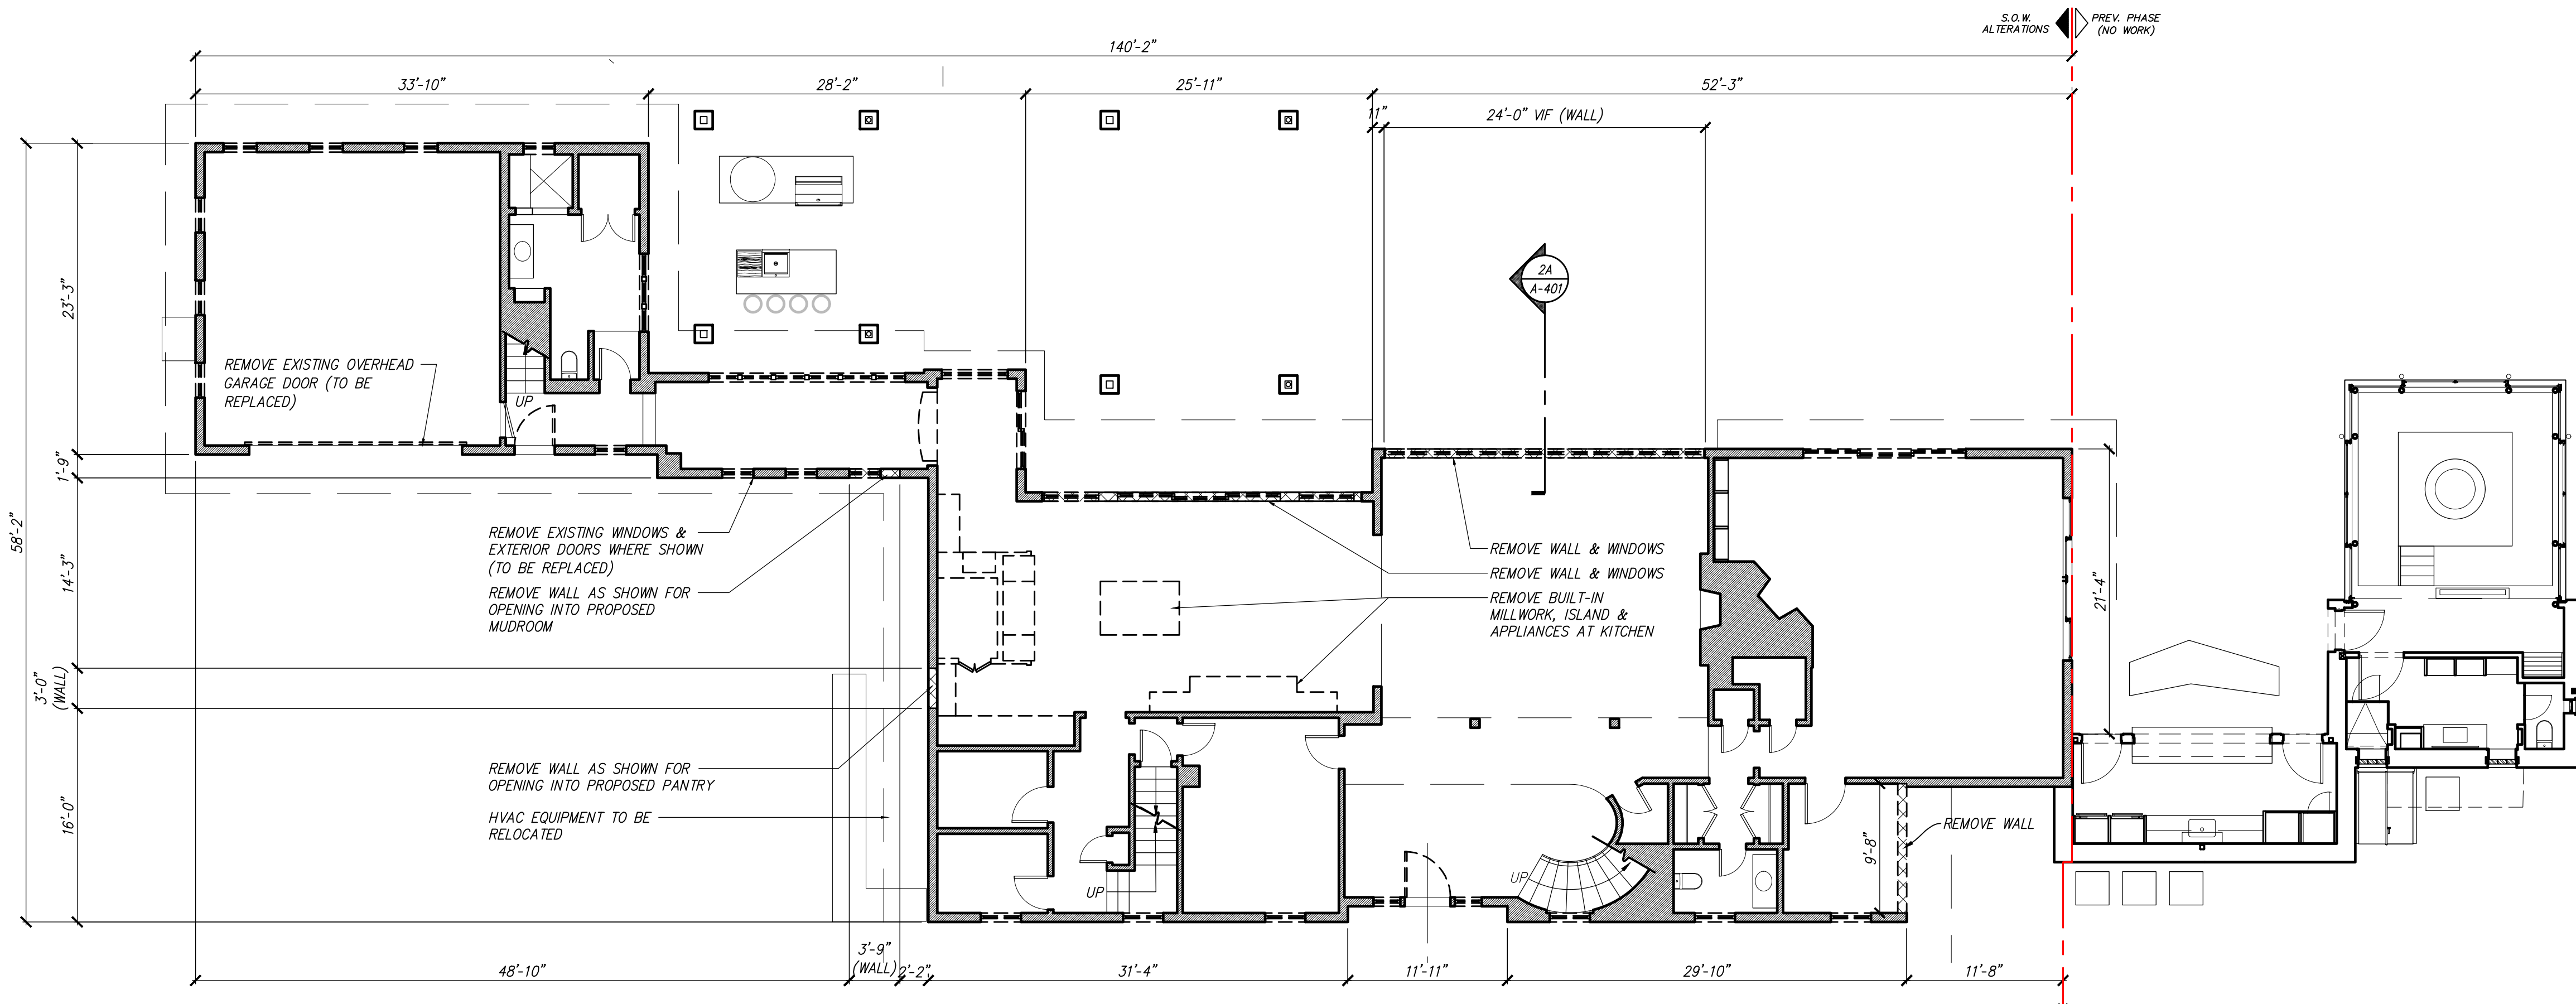 S.O.W.
ALTERATIONS
PREV. PHASE
(NO WORK)
140'-2"
33'-10"
28'-2"
25'-11"
52'-3"
11"
24'-0" VIF (WALL)
2A
A-401
58'-2"
23'-3"
1'-9"
14'-3"
3'-0"
(WALL)
16'-0"
REMOVE EXISTING OVERHEAD
GARAGE DOOR (TO BE
REPLACED)
UP
REMOVE EXISTING WINDOWS &
EXTERIOR DOORS WHERE SHOWN
(TO BE REPLACED)
REMOVE WALL AS SHOWN FOR
OPENING INTO PROPOSED
MUDROOM
REMOVE WALL & WINDOWS
REMOVE WALL & WINDOWS
REMOVE BUILT-IN
MILLWORK, ISLAND &
APPLIANCES AT KITCHEN
21'-4"
REMOVE WALL AS SHOWN FOR
OPENING INTO PROPOSED PANTRY
HVAC EQUIPMENT TO BE
RELOCATED
REMOVE WALL
9'-8"
UP
UP
48'-10"
3'-9"
(WALL)
2'-2"
31'-4"
11'-11"
29'-10"
11'-8"